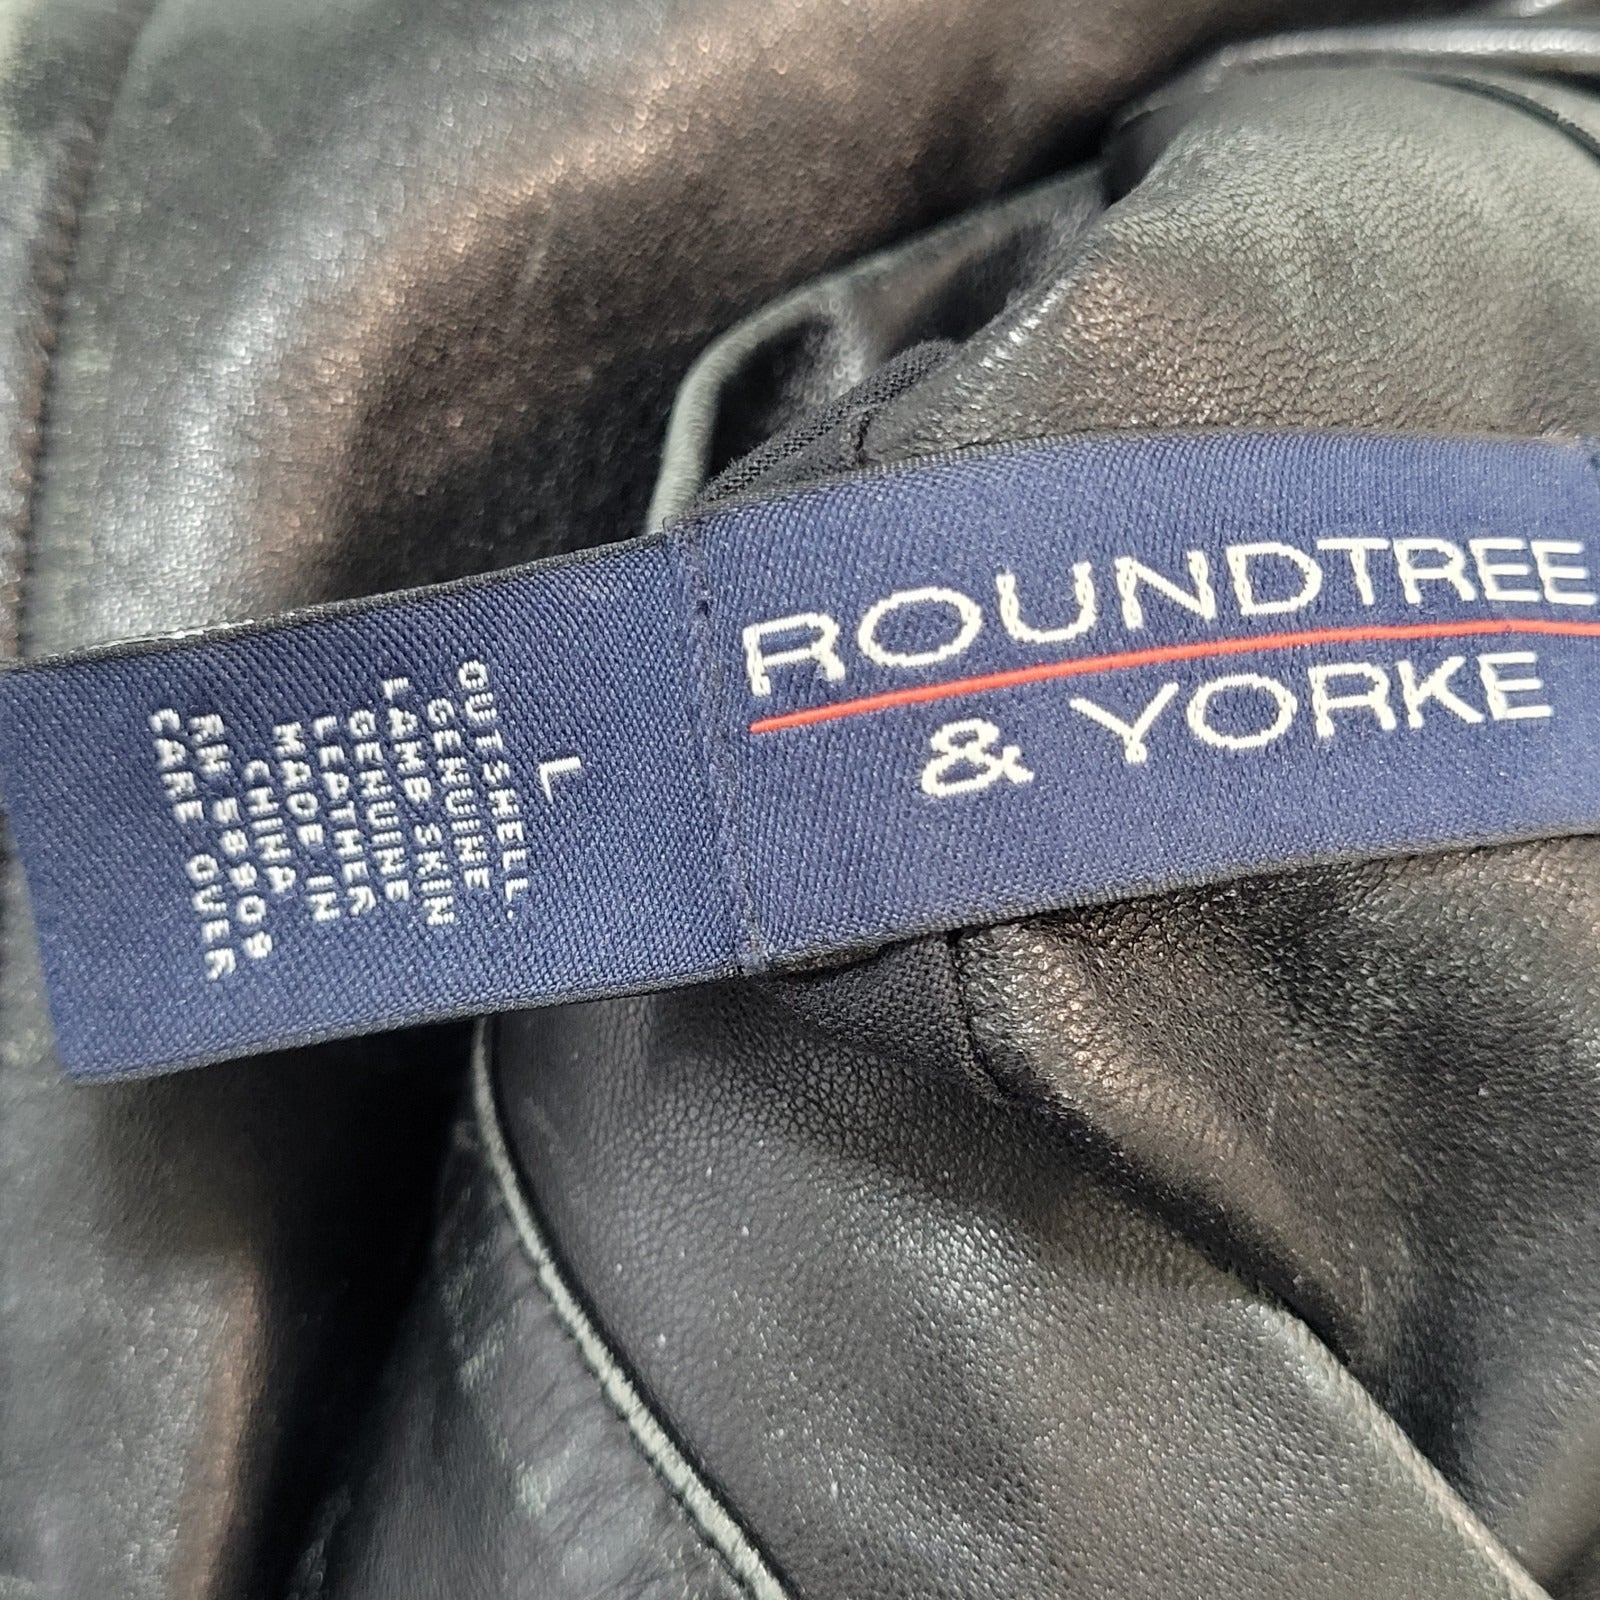 ROUNDTREE
& YORKE
L
OUTSHELL.
GENUINE
LAMB SKIN
GENUINE
LEATHER
MADE IN
CHINA
RN 59909
CARE OVER